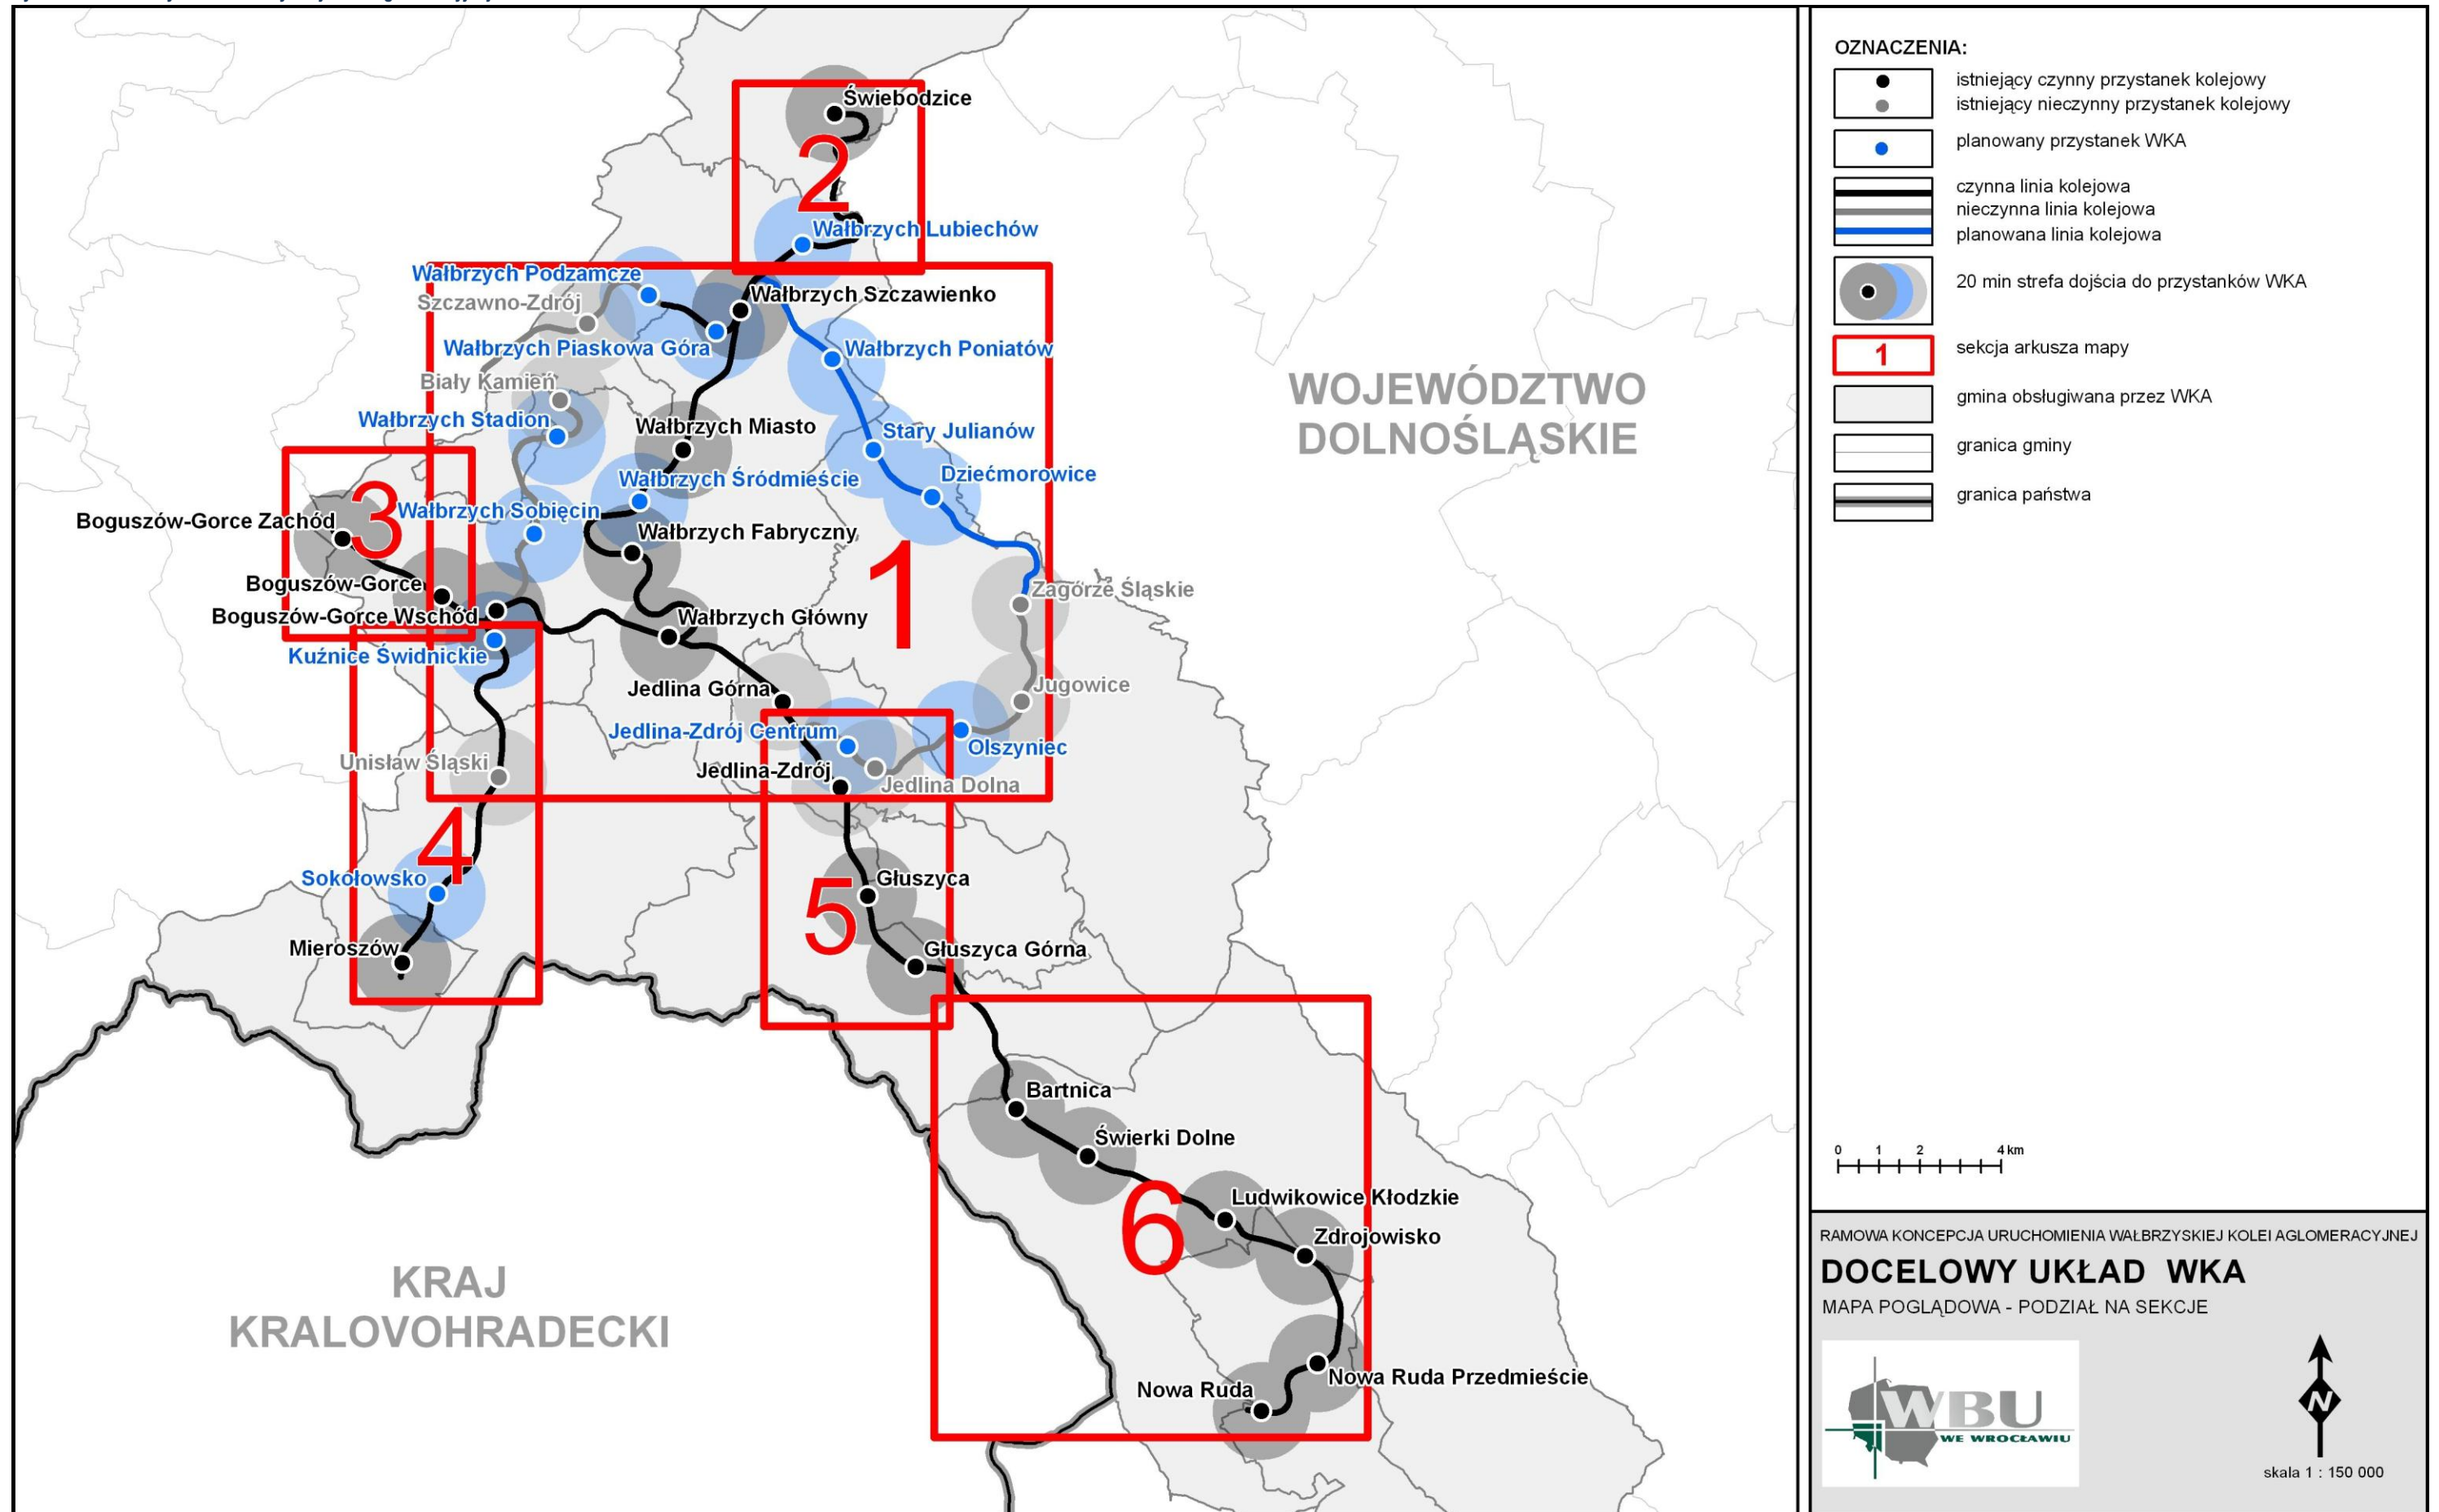 Świebodzice
2
Wałbrzych Lubiechów
Wałbrzych Podzamcze
Szczawno-Zdrój
Wałbrzych Szczawienko
Wałbrzych Piaskowa Góra
Wałbrzych Poniatów
Biały Kamień
Wałbrzych Stadion
Wałbrzych Miasto
Stary Julianów
Wałbrzych Śródmieście
Dziećmorowice
3
Wałbrzych Sobięcin
Boguszów-Gorce Zachód
Wałbrzych Fabryczny
1
Boguszów-Gorce
Zagórze Śląskie
Boguszów-Gorce Wschód
Wałbrzych Główny
Kuźnice Świdnickie
Jedlina Górna
Jugowice
Jedlina-Zdrój Centrum
Olszyniec
Unisław Śląski
Jedlina-Zdrój
Jedlina Dolna
4
Sokołowsko
Głuszyca
5
Mieroszów
Głuszyca Górna
Bartnica
Świerki Dolne
6
Ludwikowice Kłodzkie
Zdrojowisko
Nowa Ruda Przedmieście
Nowa Ruda
WOJEWÓDZTWO
DOLNOŚLĄSKIE
KRAJ
KRALOVOHRADECKI
OZNACZENIA:
istniejący czynny przystanek kolejowy
istniejący nieczynny przystanek kolejowy
planowany przystanek WKA
czynna linia kolejowa
nieczynna linia kolejowa
planowana linia kolejowa
20 min strefa dojścia do przystanków WKA
1 sekcja arkusza mapy
gmina obsługiwana przez WKA
granica gminy
granica państwa
0 1 2 4 km
RAMOWA KONCEPCJA URUCHOMIENIA WAŁBRZYSKIEJ KOLEI AGLOMERACYJNEJ
DOCELOWY UKŁAD WKA
MAPA POGLĄDOWA - PODZIAŁ NA SEKCJE
WBU
WE WROCŁAWIU
N
skala 1 : 150 000